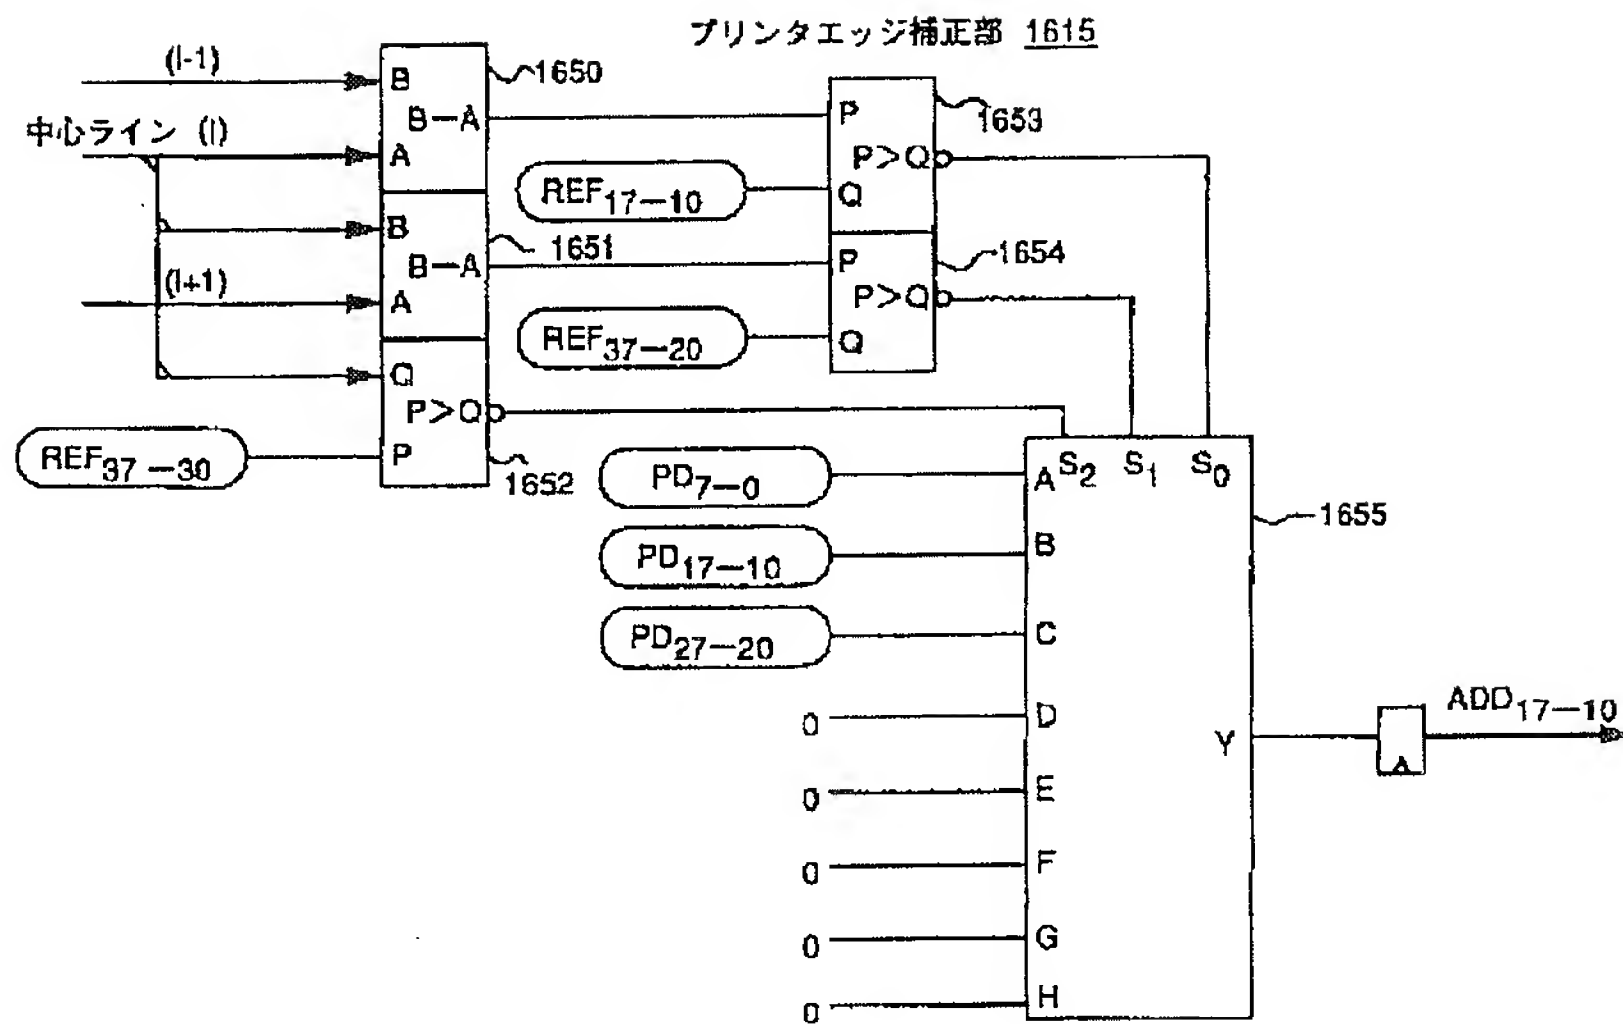 プリンタエッジ補正部 1615
(I-1)
中心ライン (I)
(I+1)
B
B－A
A
1650
B
B－A
A
1651
Q
P＞Q
P
1652
REF37－30
REF17－10
REF37－20
P
P＞Q
Q
1653
P
P＞Q
Q
1654
PD7－0
PD17－10
PD27－20
0
0
0
0
0
S2 S1 S0
A
B
C
D
E
F
G
H
Y
1655
ADD17－10